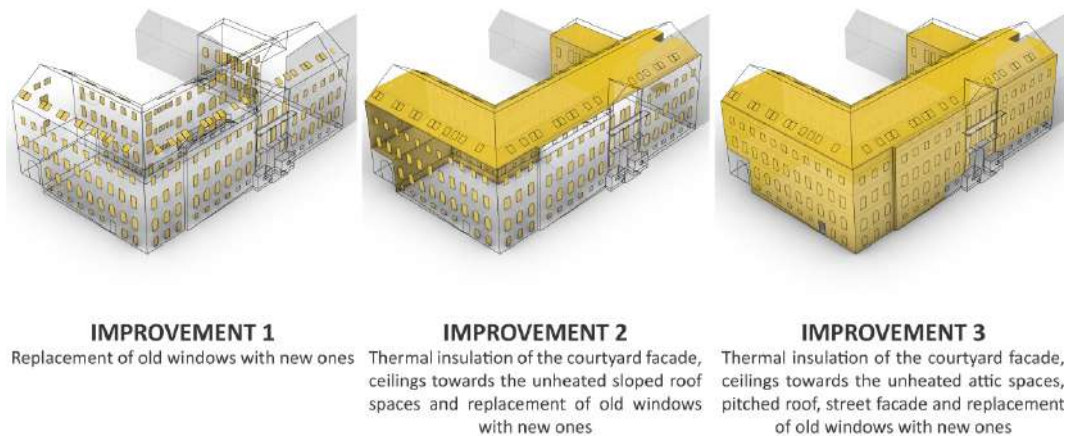 IMPROVEMENT 1
Replacement of old windows with new ones
IMPROVEMENT 2
Thermal insulation of the courtyard facade,
ceilings towards the unheated sloped roof
spaces and replacement of old windows
with new ones
IMPROVEMENT 3
Thermal insulation of the courtyard facade,
ceilings towards the unheated attic spaces,
pitched roof, street facade and replacement
of old windows with new ones